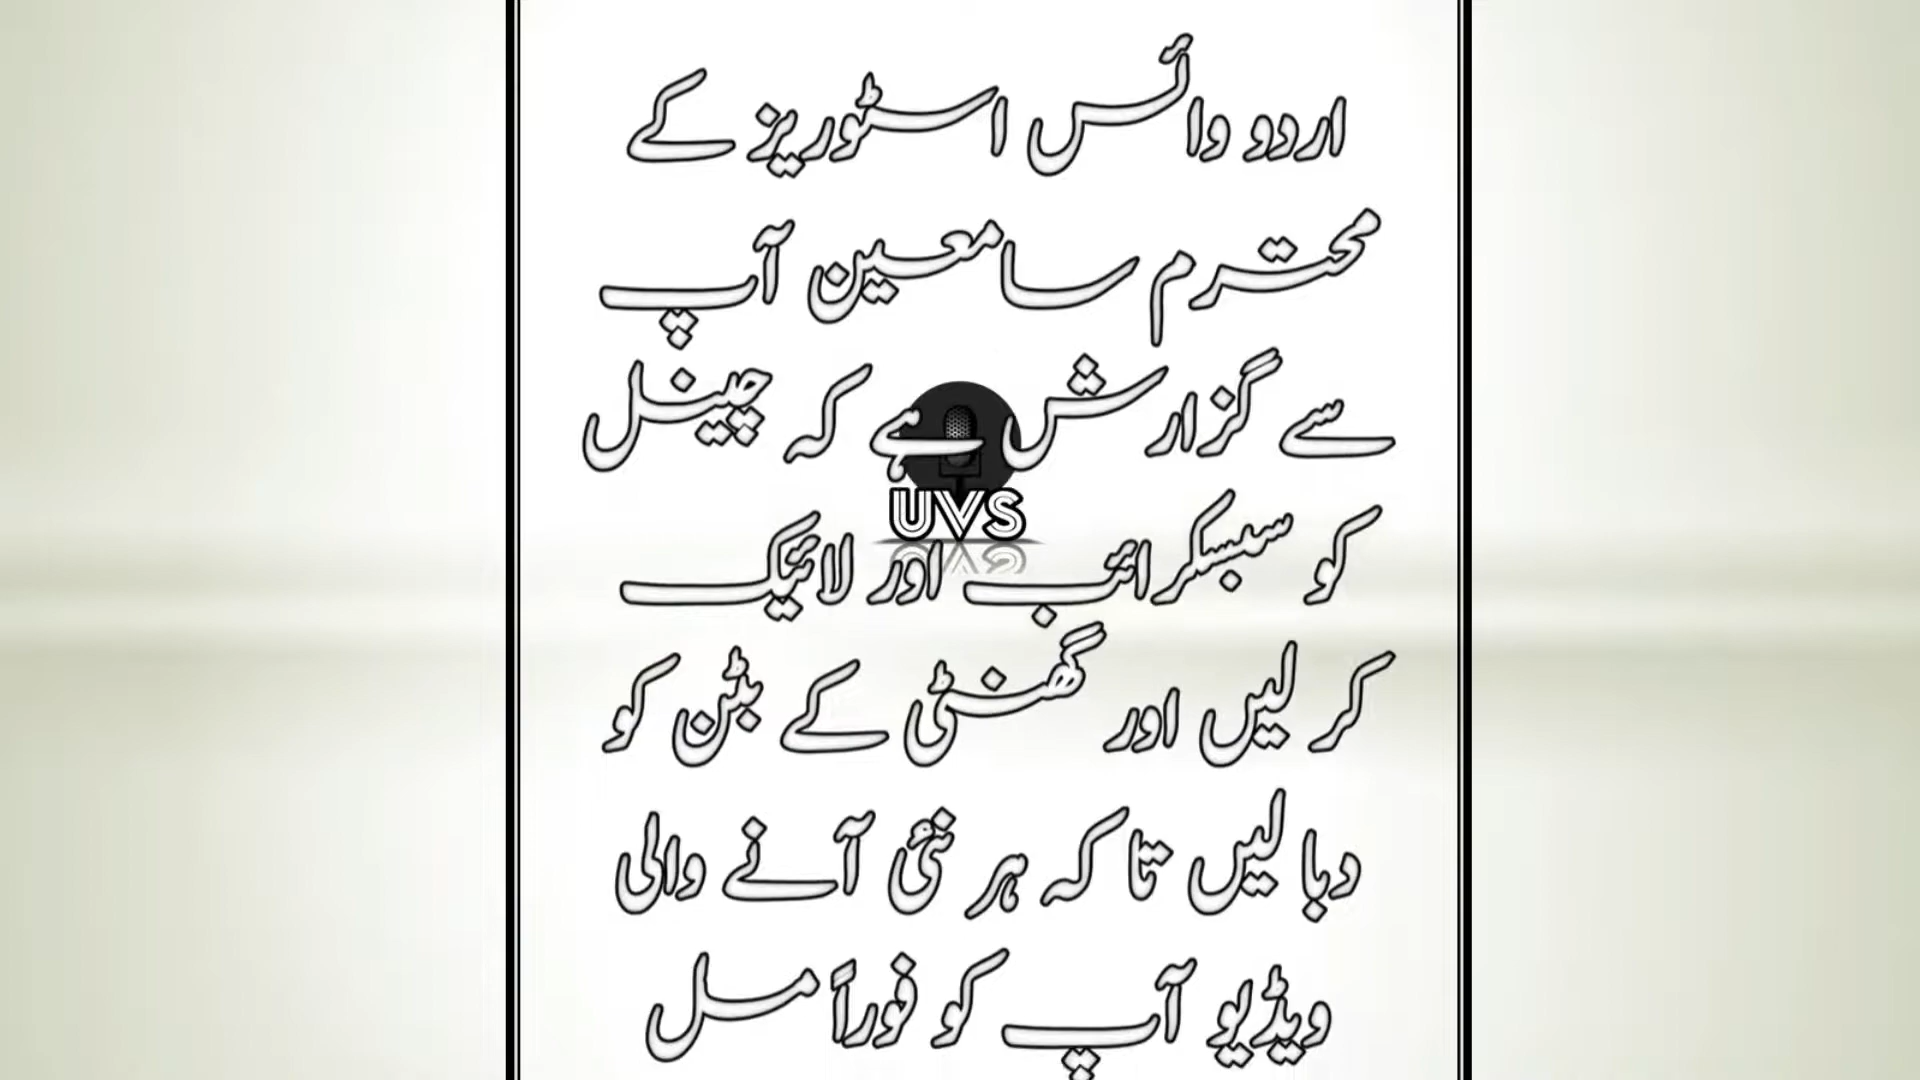 اردو وائس اسٹوریز کے
محترم سامعین آپ
سے گزارش ہے کہ چینل
UVS
کو سبسکرائب اور لائیک
کر لیں اور گھنٹی کے بٹن کو
دبا لیں تا کہ ہر نئی آنے والی
ویڈیو آپ کو فوراً مل